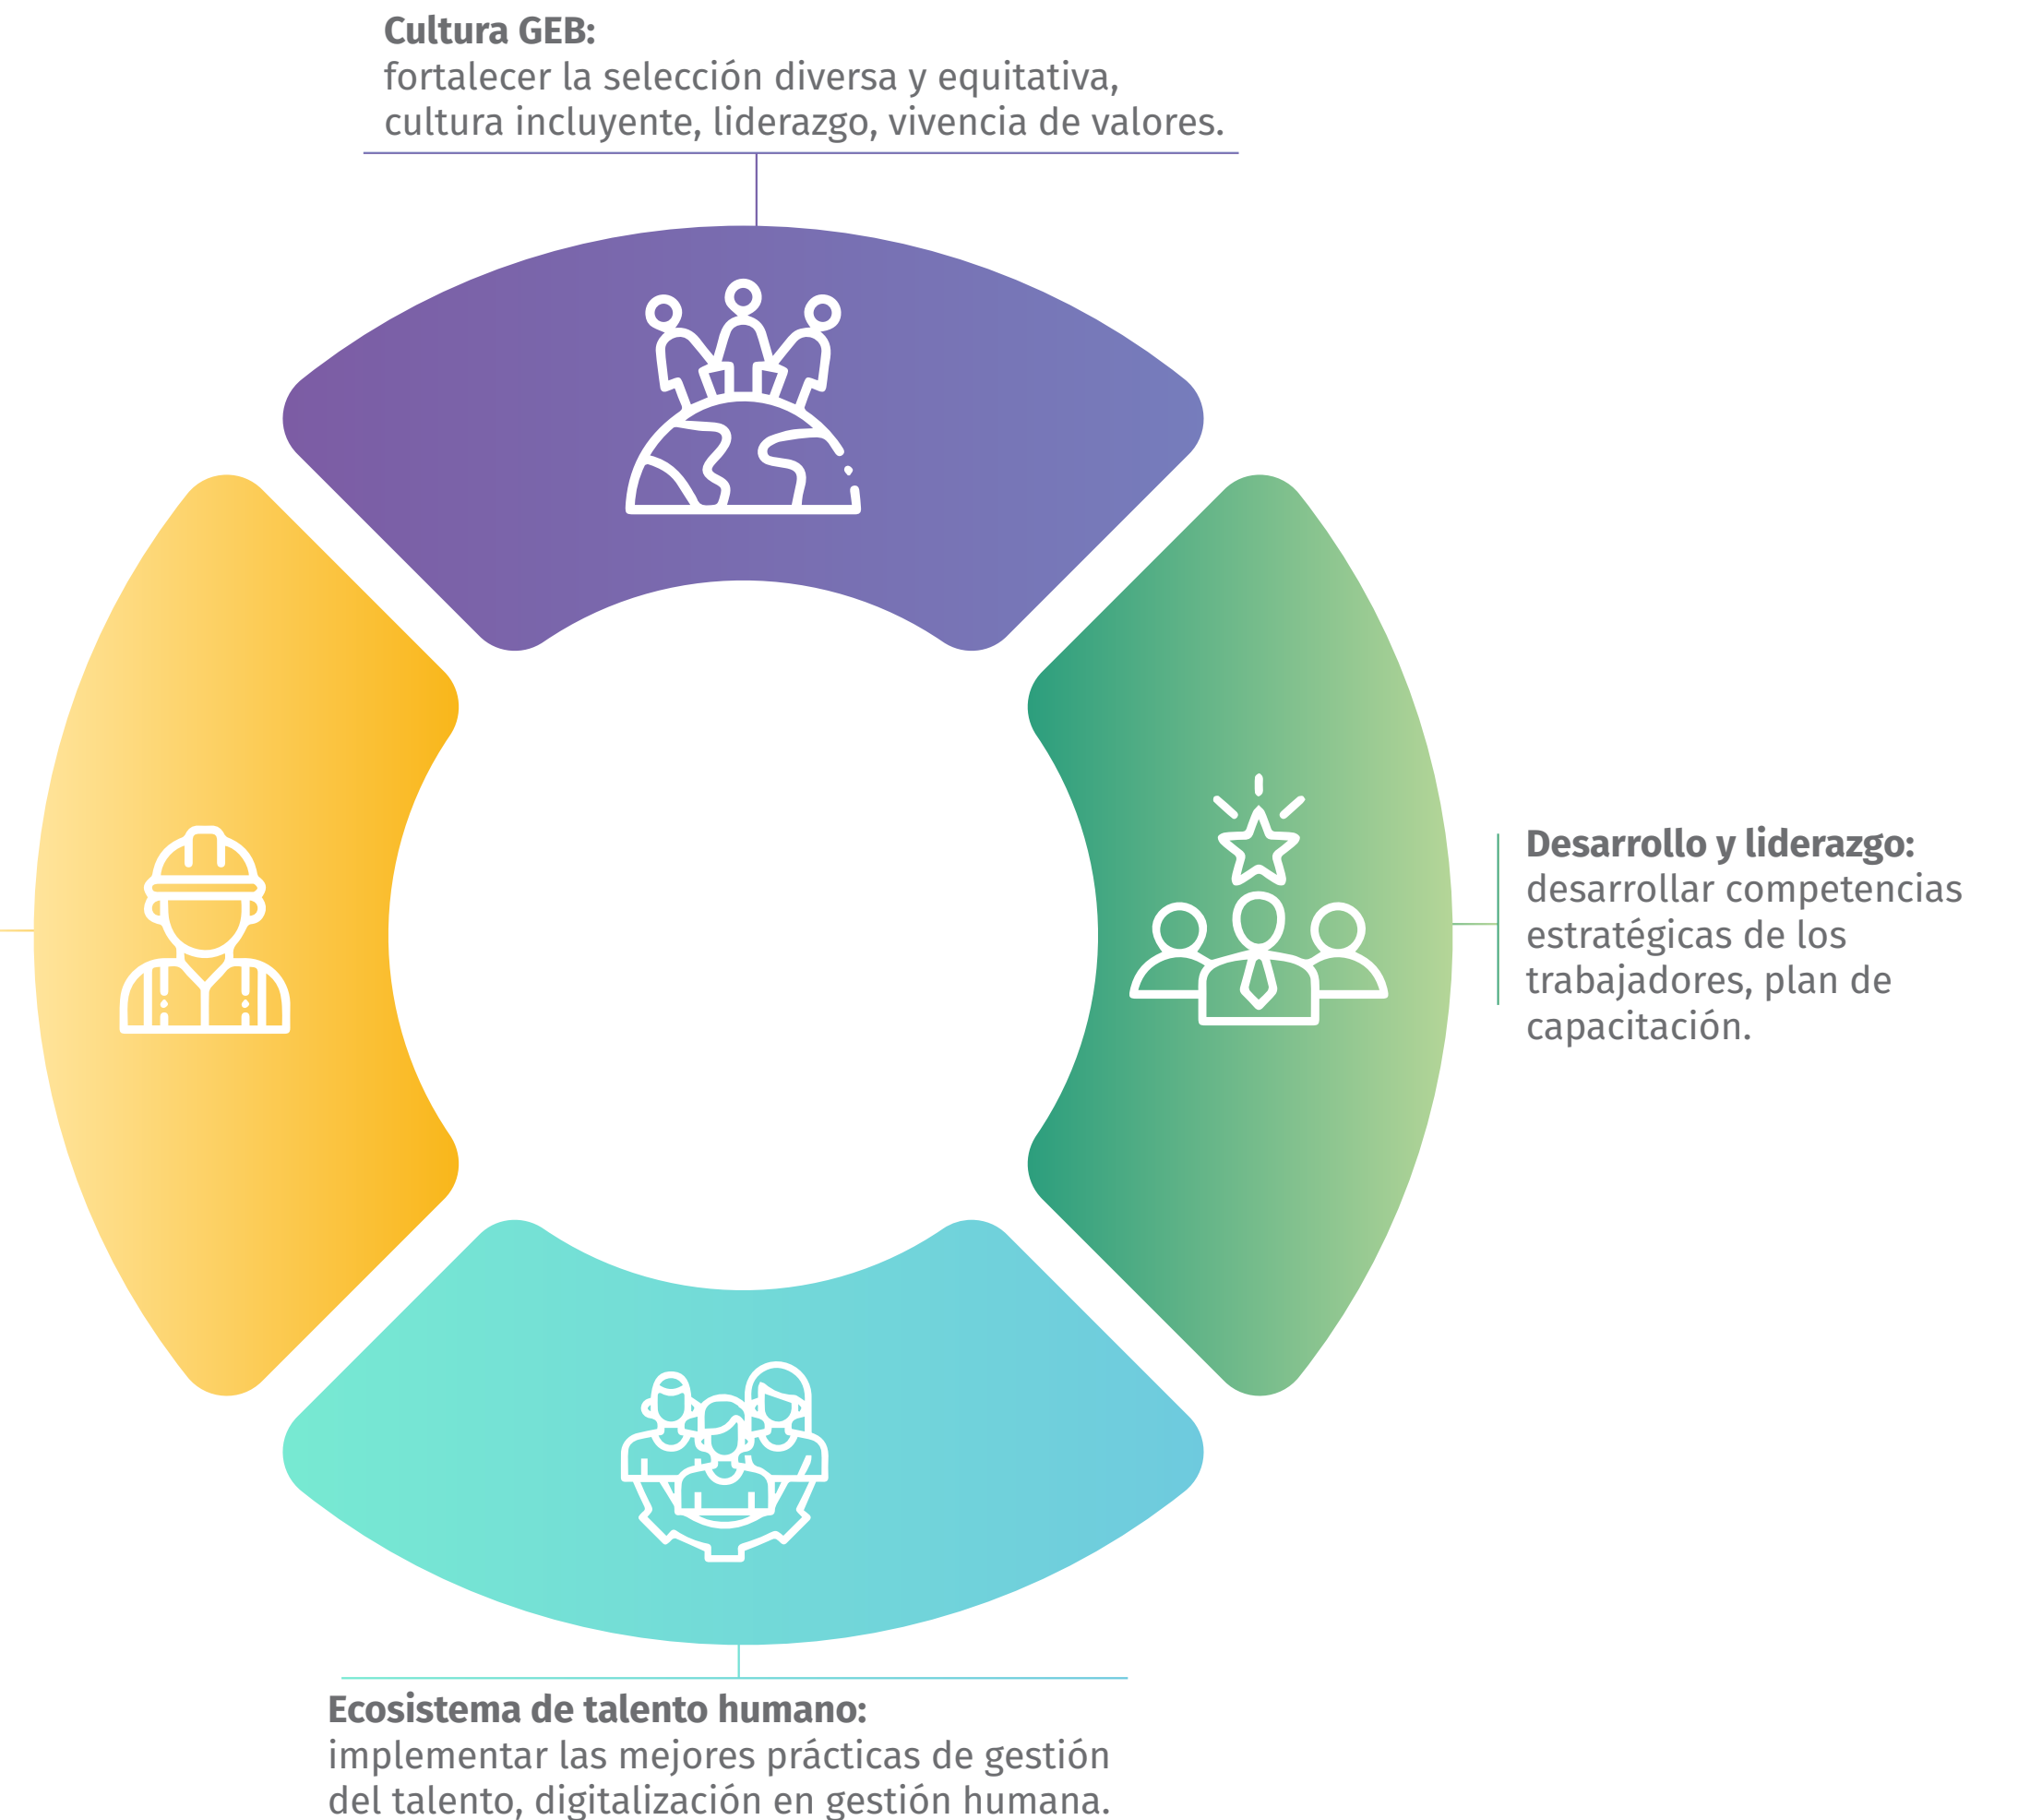 Cultura GEB:
fortalecer la selección diversa y equitativa,
cultura incluyente, liderazgo, vivencia de valores.
Desarrollo y liderazgo:
desarrollar competencias
estratégicas de los
trabajadores, plan de
capacitación.
Ecosistema de talento humano:
implementar las mejores prácticas de gestión
del talento, digitalización en gestión humana.